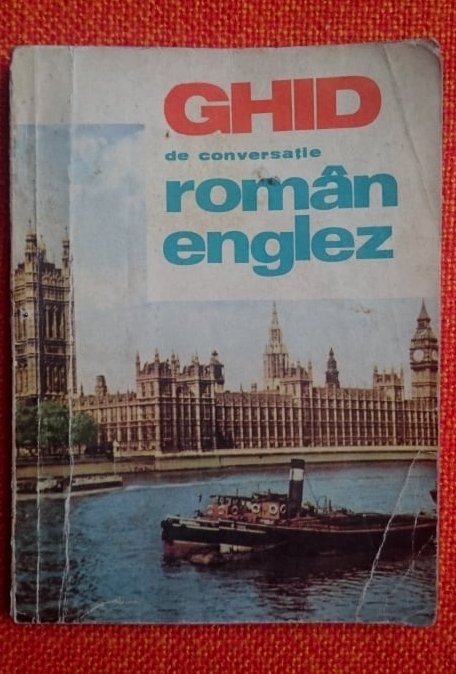 GHID
de conversație
român
englez